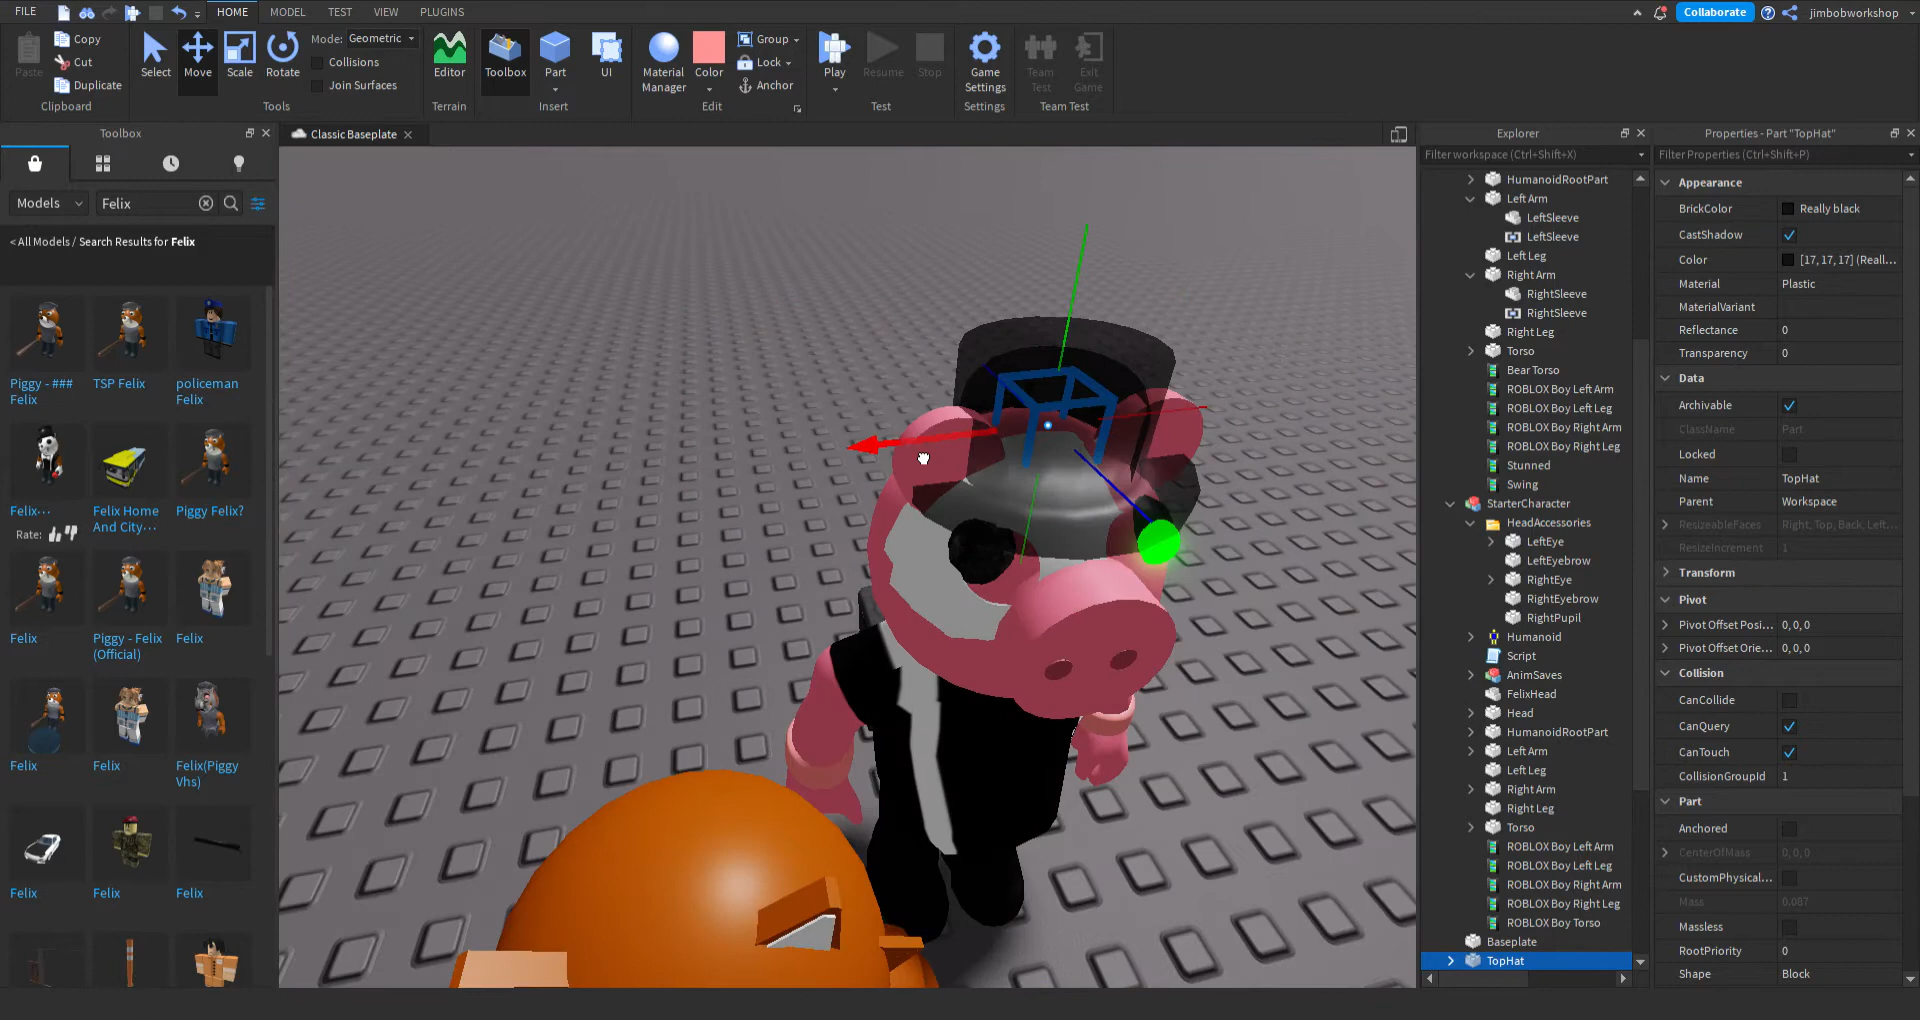 FILE
HOME
MODEL
TEST
VIEW
PLUGINS
Collaborate
jimbobworkshop
Paste
Copy
Cut
Duplicate
Clipboard
Select
Move
Scale
Rotate
Mode: Geometric
Collisions
Join Surfaces
Tools
Editor
Terrain
Toolbox
Part
UI
Insert
Material
Manager
Color
Group
Lock
Anchor
Edit
Play
Resume
Stop
Test
Game
Settings
Settings
Team
Test
Exit
Game
Team Test
Toolbox
Models
Felix
< All Models / Search Results for Felix
Piggy - ###
Felix
TSP Felix
policeman
Felix
Felix...
Rate:
Felix Home
And City...
Piggy Felix?
Felix
Piggy - Felix
(Official)
Felix
Felix
Felix
Felix(Piggy
Vhs)
Felix
Felix
Felix
Classic Baseplate
Explorer
Filter workspace (Ctrl+Shift+X)
HumanoidRootPart
Left Arm
LeftSleeve
LeftSleeve
Left Leg
Right Arm
RightSleeve
RightSleeve
Right Leg
Torso
Bear Torso
ROBLOX Boy Left Arm
ROBLOX Boy Left Leg
ROBLOX Boy Right Arm
ROBLOX Boy Right Leg
Stunned
Swing
StarterCharacter
HeadAccessories
LeftEye
LeftEyebrow
RightEye
RightEyebrow
RightPupil
Humanoid
Script
AnimSaves
FelixHead
Head
HumanoidRootPart
Left Arm
Left Leg
Right Arm
Right Leg
Torso
ROBLOX Boy Left Arm
ROBLOX Boy Left Leg
ROBLOX Boy Right Arm
ROBLOX Boy Right Leg
ROBLOX Boy Torso
Baseplate
TopHat
Properties - Part "TopHat"
Filter Properties (Ctrl+Shift+P)
Appearance
BrickColor Really black
CastShadow
Color [17, 17, 17] (Reall...
Material Plastic
MaterialVariant
Reflectance 0
Transparency 0
Data
Archivable
ClassName Part
Locked
Name TopHat
Parent Workspace
ResizeableFaces Right, Top, Back, Left...
ResizeIncrement 1
Transform
Pivot
Pivot Offset Posi... 0, 0, 0
Pivot Offset Orie... 0, 0, 0
Collision
CanCollide
CanQuery
CanTouch
CollisionGroupId 1
Part
Anchored
CenterOfMass 0, 0, 0
CustomPhysical...
Mass 0.087
Massless
RootPriority 0
Shape Block